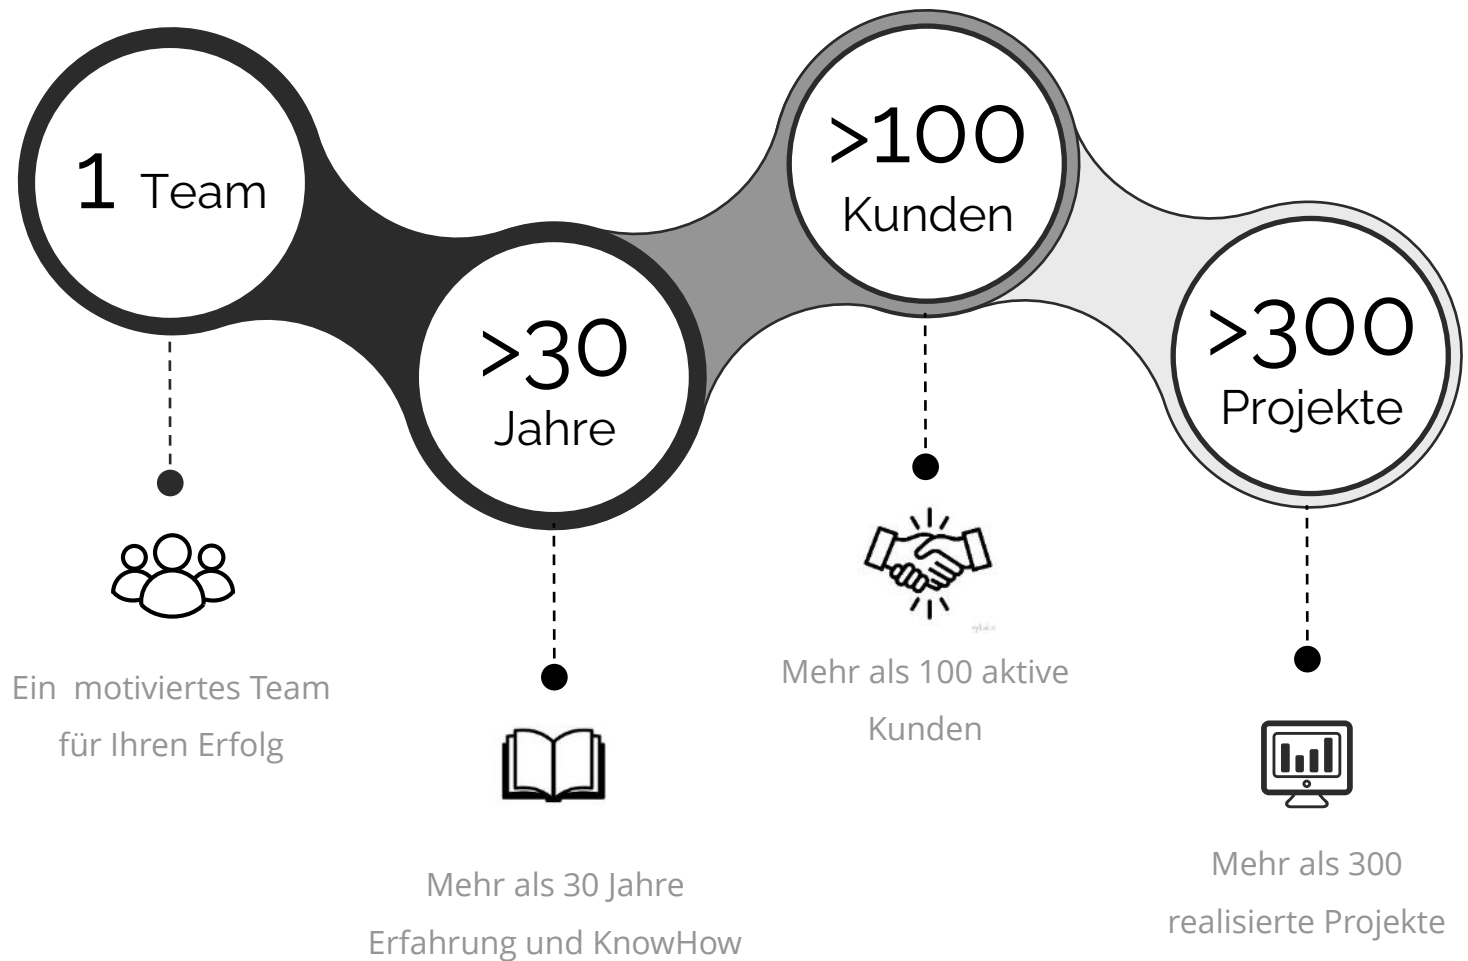 1 Team
Ein motiviertes Team
für Ihren Erfolg
>30
Jahre
Mehr als 30 Jahre
Erfahrung und KnowHow
>100
Kunden
Mehr als 100 aktive
Kunden
>300
Projekte
Mehr als 300
realisierte Projekte